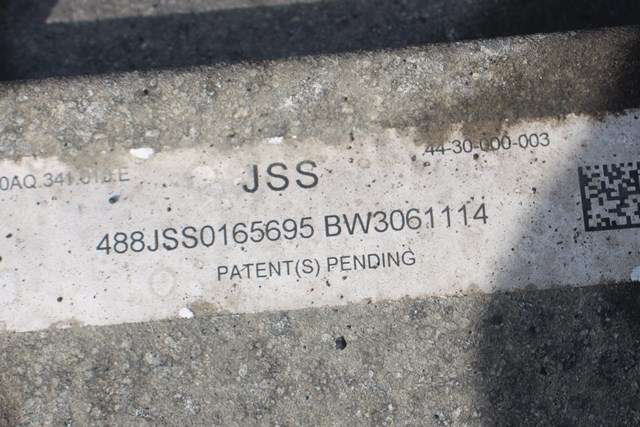 JSS
44-30-000-003
488JSS0165695 BW3061114
PATENT(S) PENDING